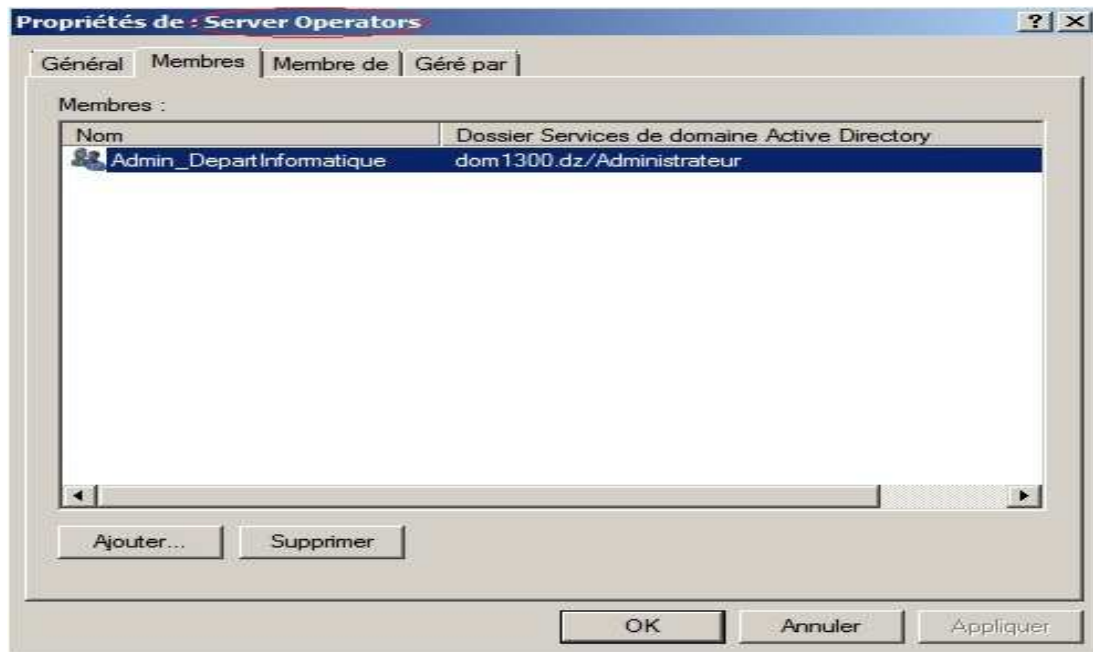 Propriétés de : Server Operators
Général Membres Membre de Géré par
Membres :
Nom Dossier Services de domaine Active Directory
Admin_DepartInformatique dom1300.dz/Administrateur
Ajouter... Supprimer
OK Annuler Appliquer